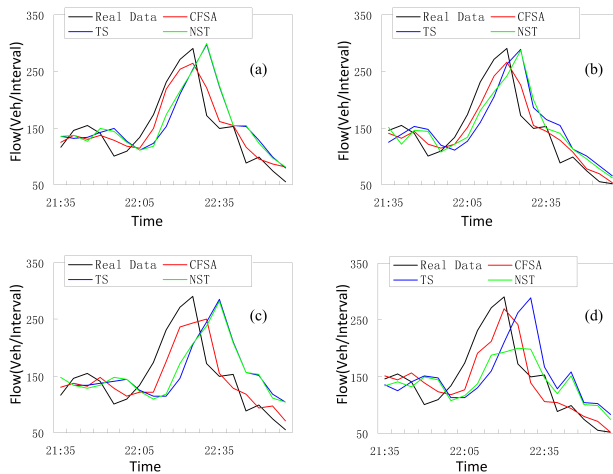 350
250
150
50
Flow(Veh/Interval)
Real Data
CFSA
TS
NST
(a)
21:35
22:05
22:35
Time
350
250
150
50
Flow(Veh/Interval)
Real Data
CFSA
TS
NST
(b)
21:35
22:05
22:35
Time
350
250
150
50
Flow(Veh/Interval)
Real Data
CFSA
TS
NST
(c)
21:35
22:05
22:35
Time
350
250
150
50
Flow(Veh/Interval)
Real Data
CFSA
TS
NST
(d)
21:35
22:05
22:35
Time